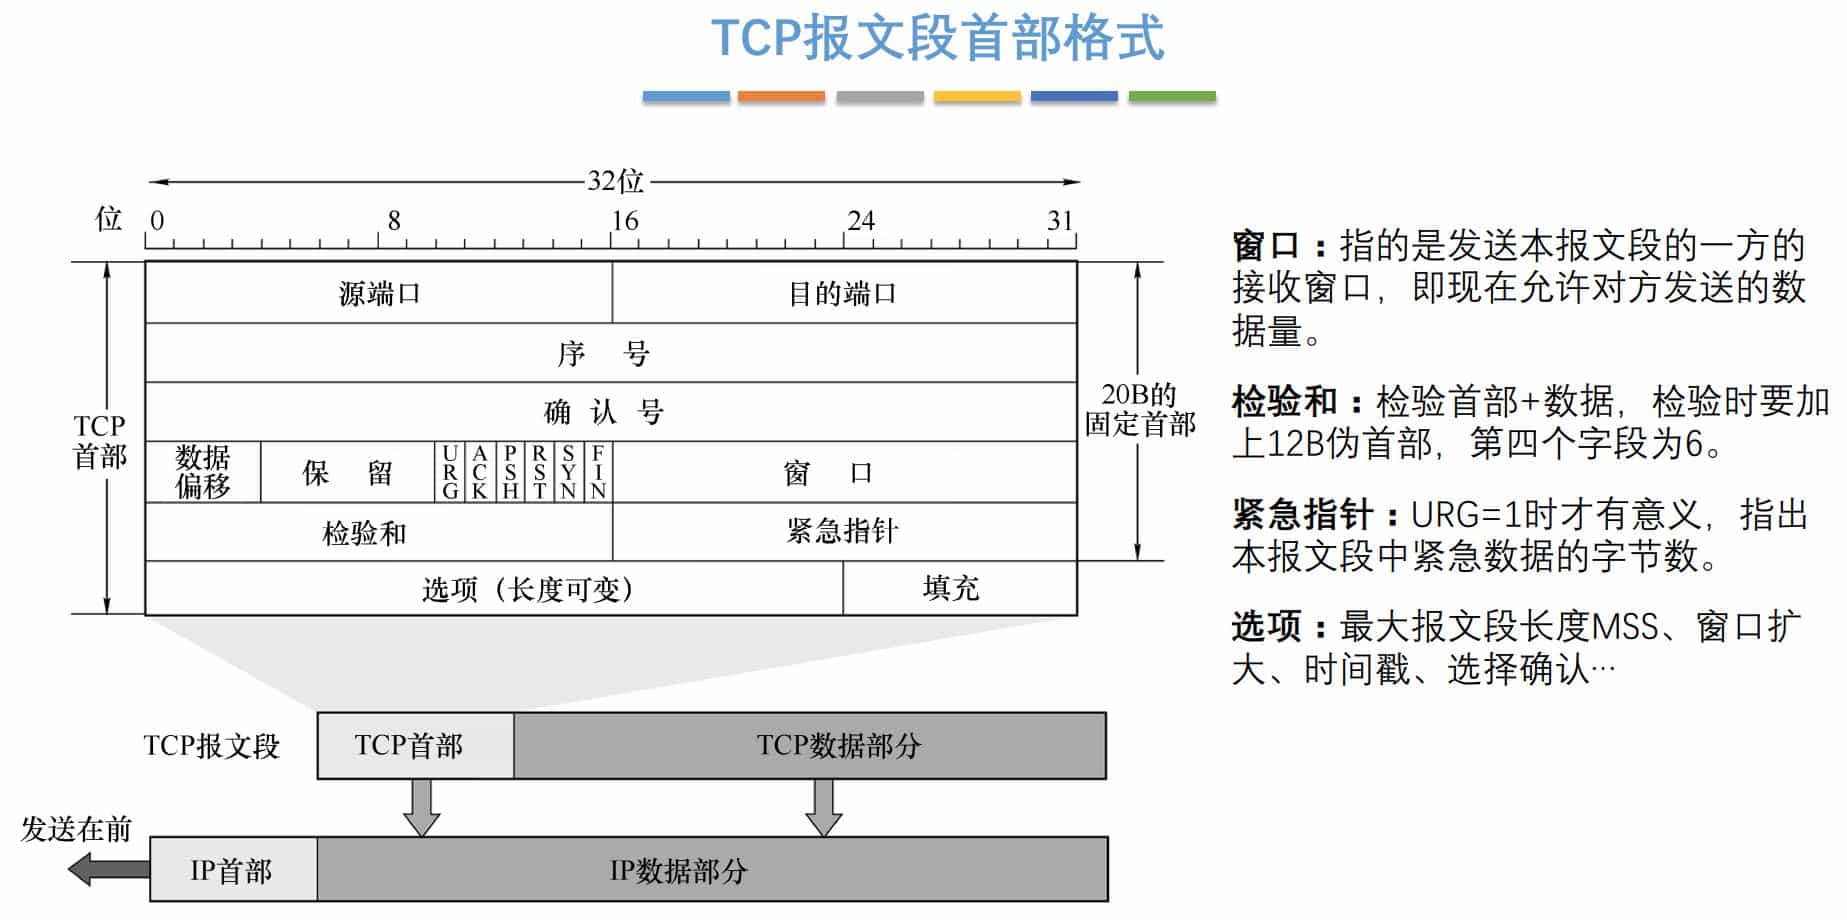 TCP报文段首部格式
32位
位 0 8 16 24 31
源端口 目的端口
序 号
确 认 号
TCP
首部
20B的
固定首部
数据
偏移
保 留
URG ACK PSH RST SYN FIN
窗 口
检验和 紧急指针
选项（长度可变） 填充
TCP报文段 TCP首部 TCP数据部分
发送在前
IP首部 IP数据部分
窗口：指的是发送本报文段的一方的
接收窗口，即现在允许对方发送的数
据量。
检验和：检验首部+数据，检验时要加
上12B伪首部，第四个字段为6。
紧急指针：URG=1时才有意义，指出
本报文段中紧急数据的字节数。
选项：最大报文段长度MSS、窗口扩
大、时间戳、选择确认…